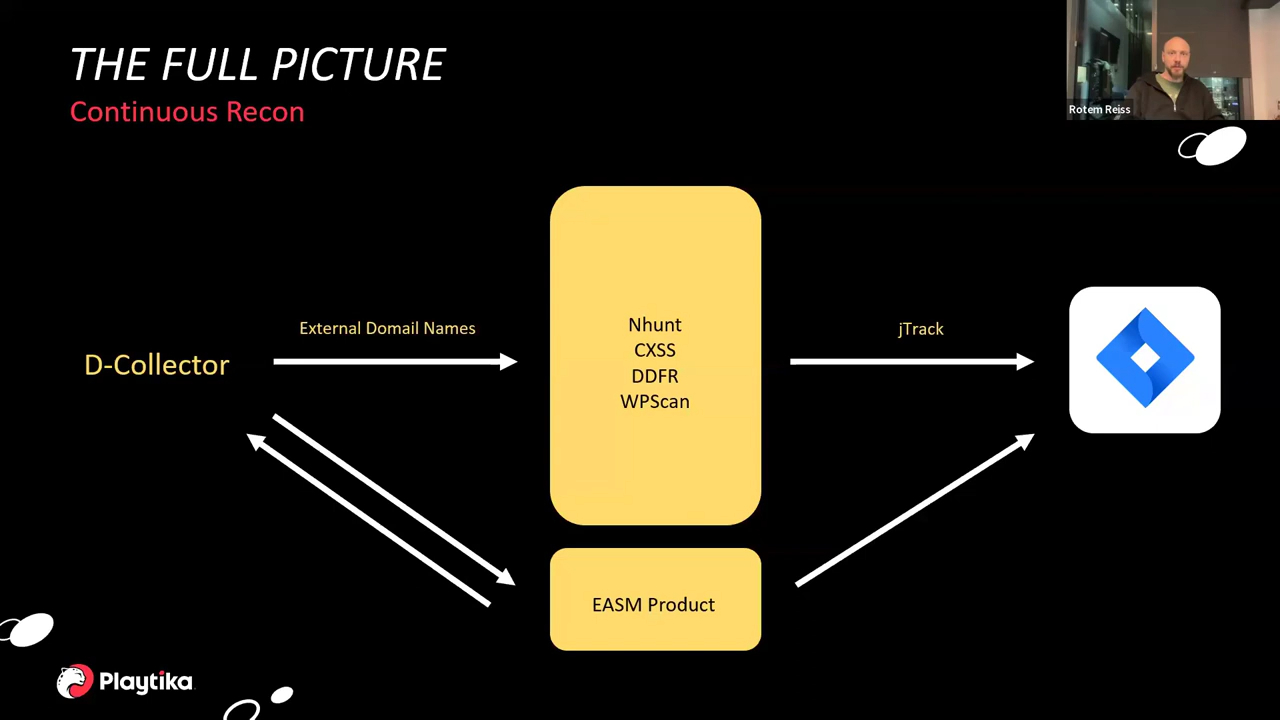 THE FULL PICTURE
Continuous Recon
Rotem Reiss
External Domail Names
D-Collector
Nhunt
CXSS
DDFR
WPScan
jTrack
EASM Product
Playtika